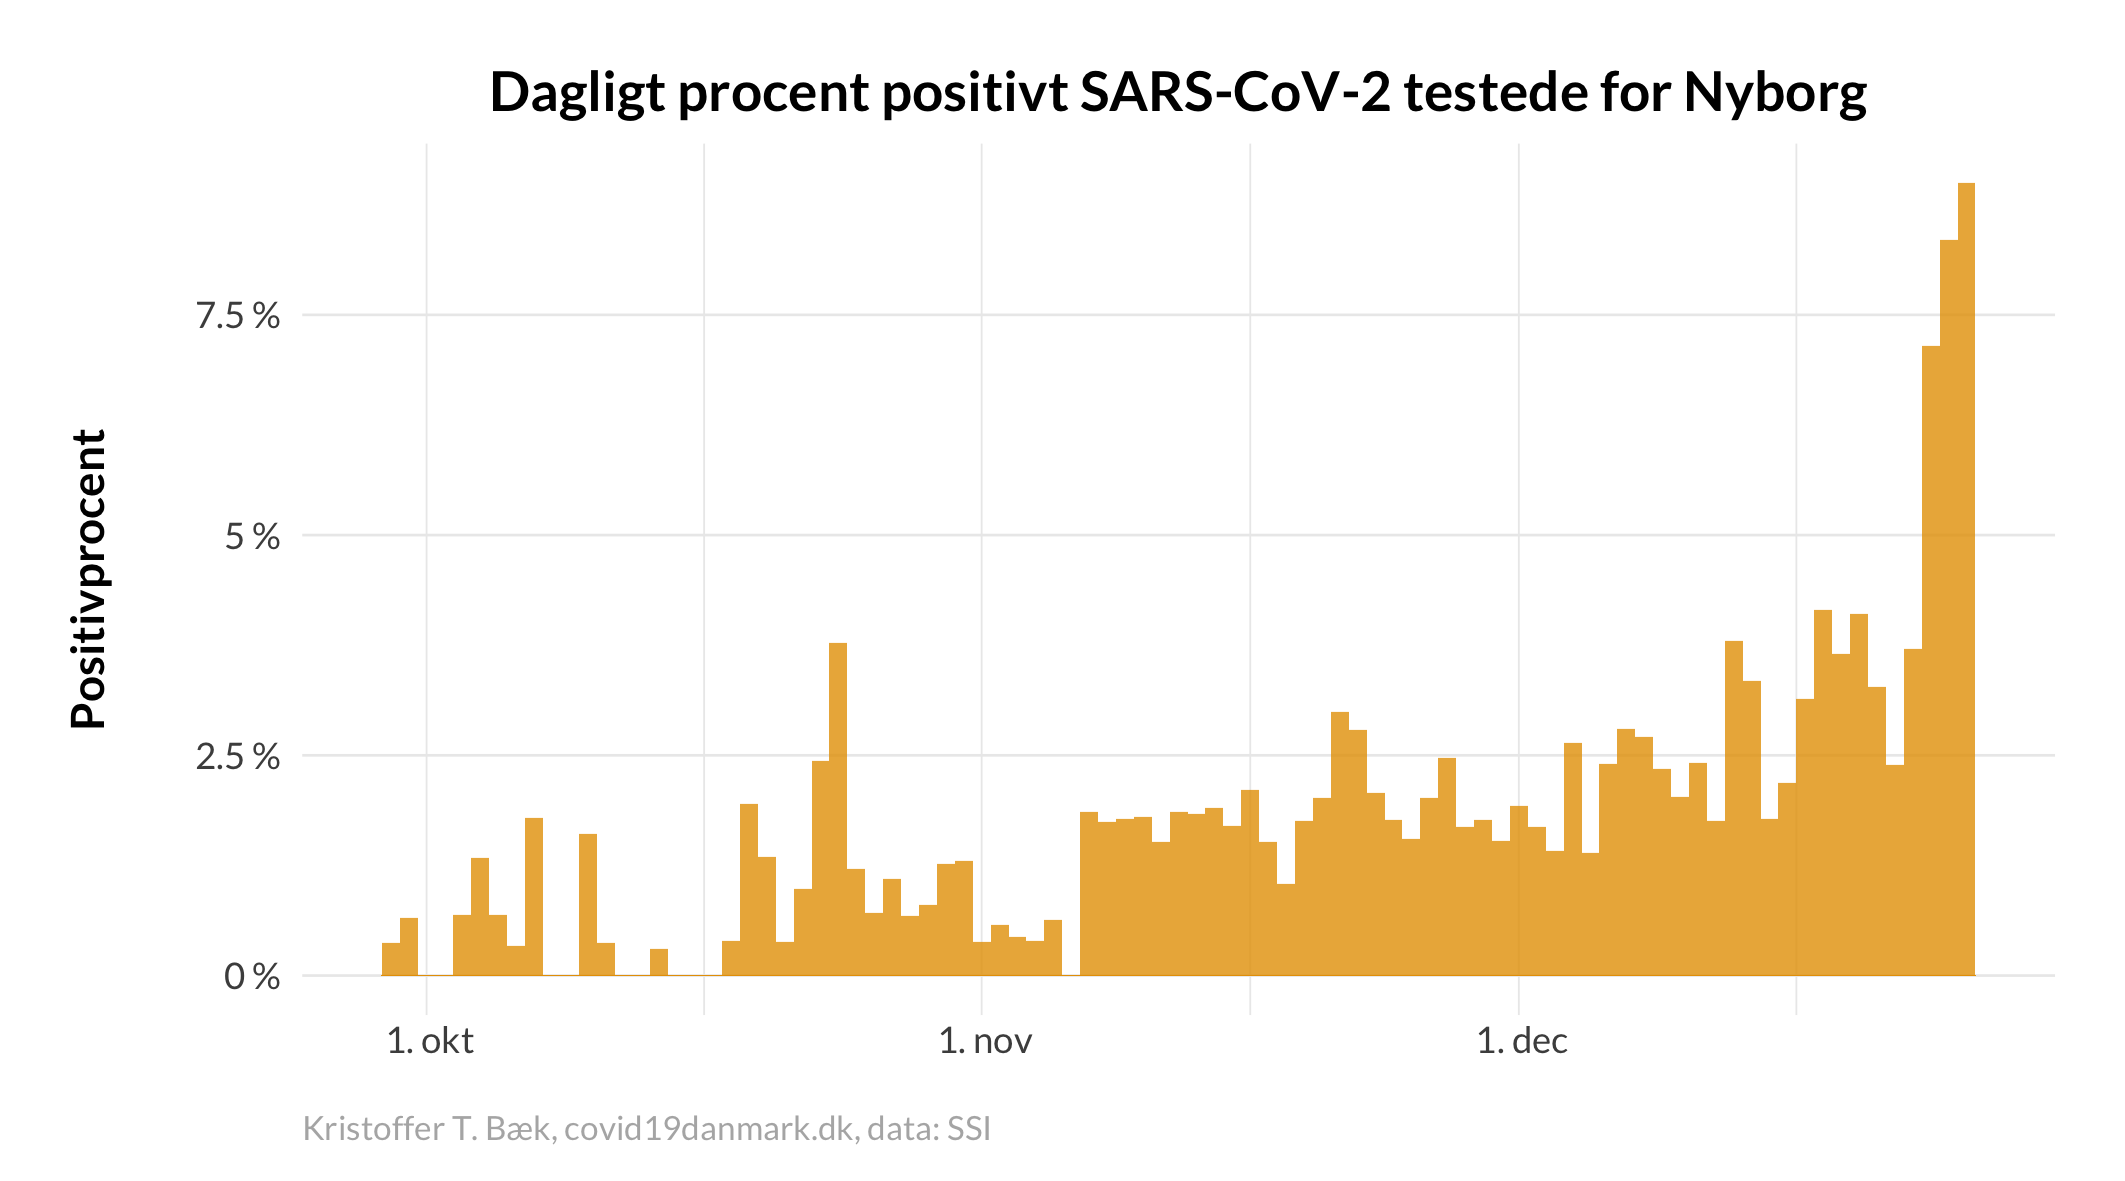 Dagligt procent positivt SARS-CoV-2 testede for Nyborg
Positivprocent
7.5 %
5 %
2.5 %
0 %
1. okt
1. nov
1. dec
Kristoffer T. Bæk, covid19danmark.dk, data: SSI